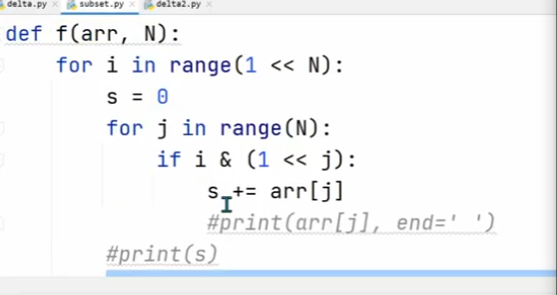 delta.py subset.py delta2.py
def f(arr, N):
    for i in range(1 << N):
        s = 0
        for j in range(N):
            if i & (1 << j):
                s += arr[j]
                #print(arr[j], end=' ')
        #print(s)